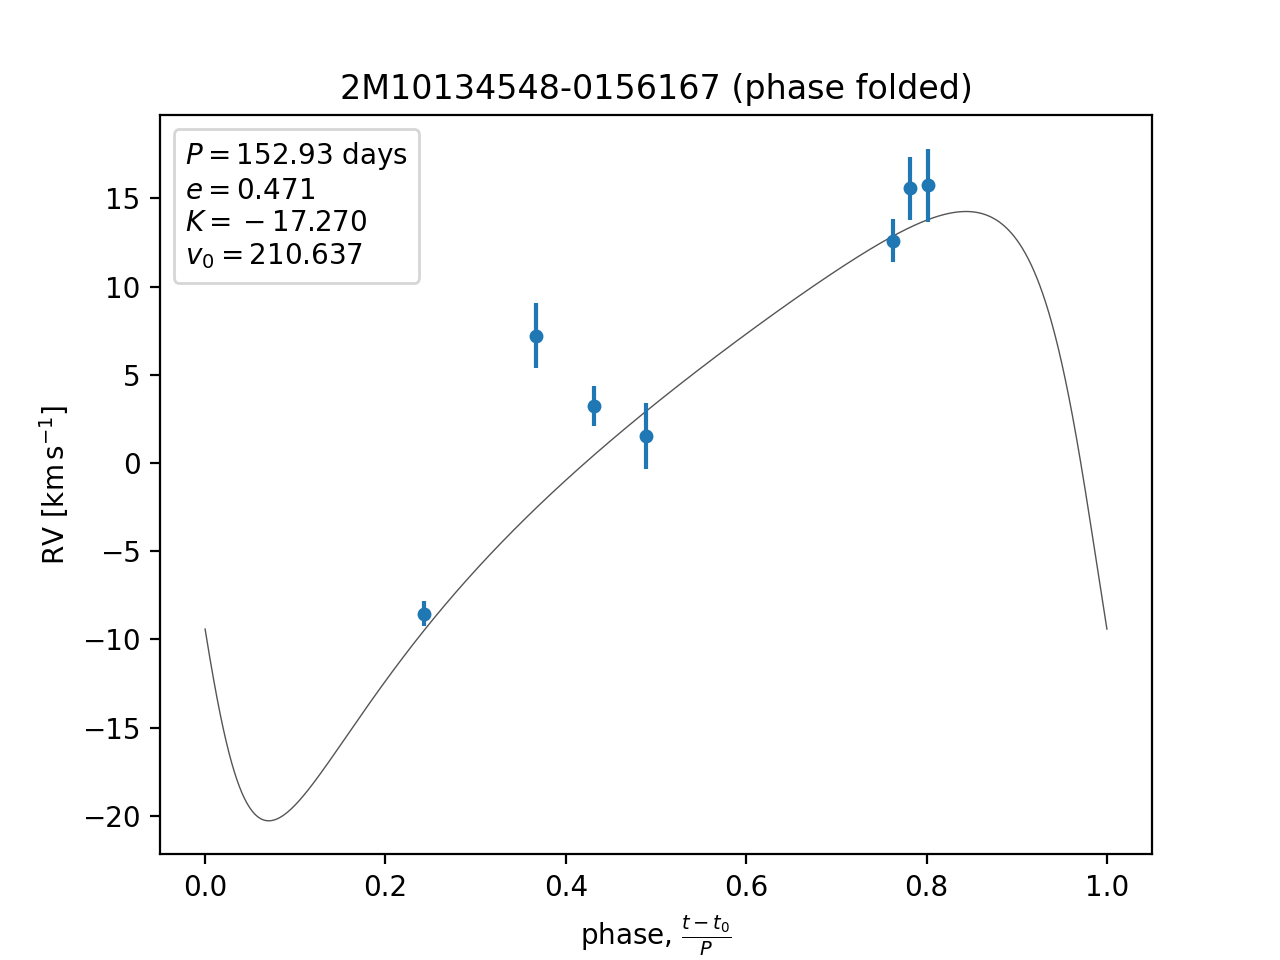 2M10134548-0156167 (phase folded)
P = 152.93 days
e = 0.471
K = −17.270
v₀ = 210.637
15
10
5
0
−5
−10
−15
−20
RV [km s⁻¹]
0.0 0.2 0.4 0.6 0.8 1.0
phase, (t − t₀)/P